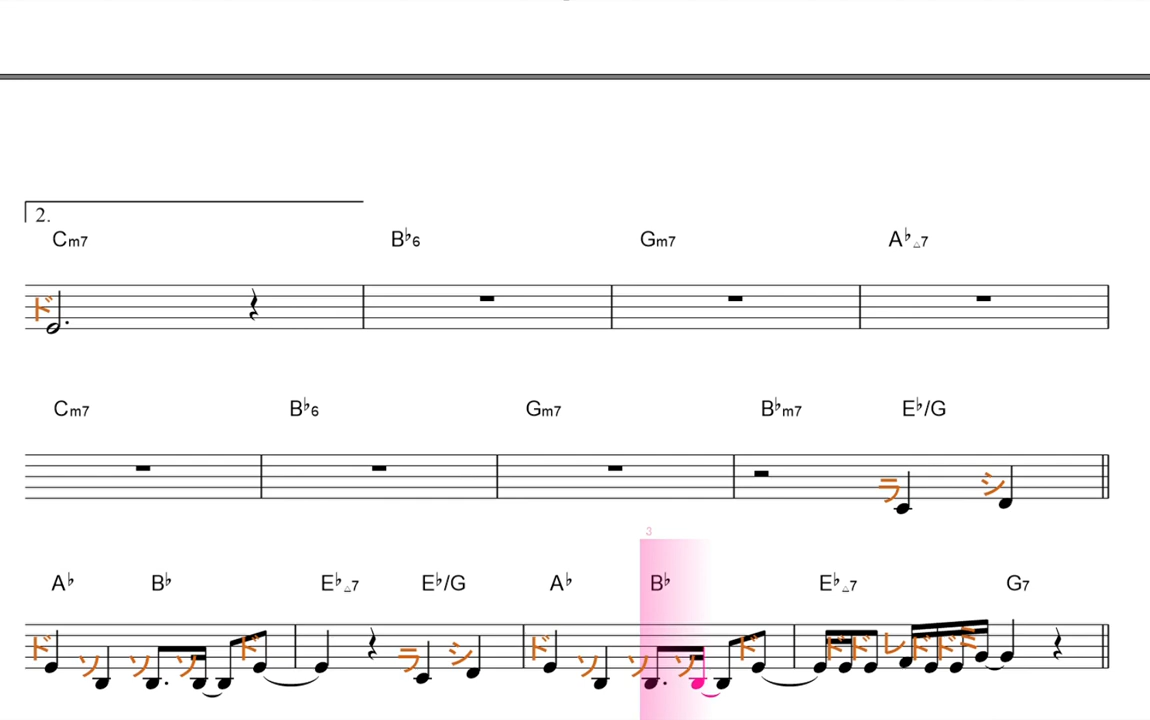 2.
Cm7 B♭6 Gm7 A♭△7
ド
Cm7 B♭6 Gm7 B♭m7 E♭/G
ラ シ
3
A♭ B♭ E♭△7 E♭/G A♭ B♭ E♭△7 G7
ド ソ ソ ソ ド ラ シ ド ソ ソ ソ ド ド ド レ ド ド ミ